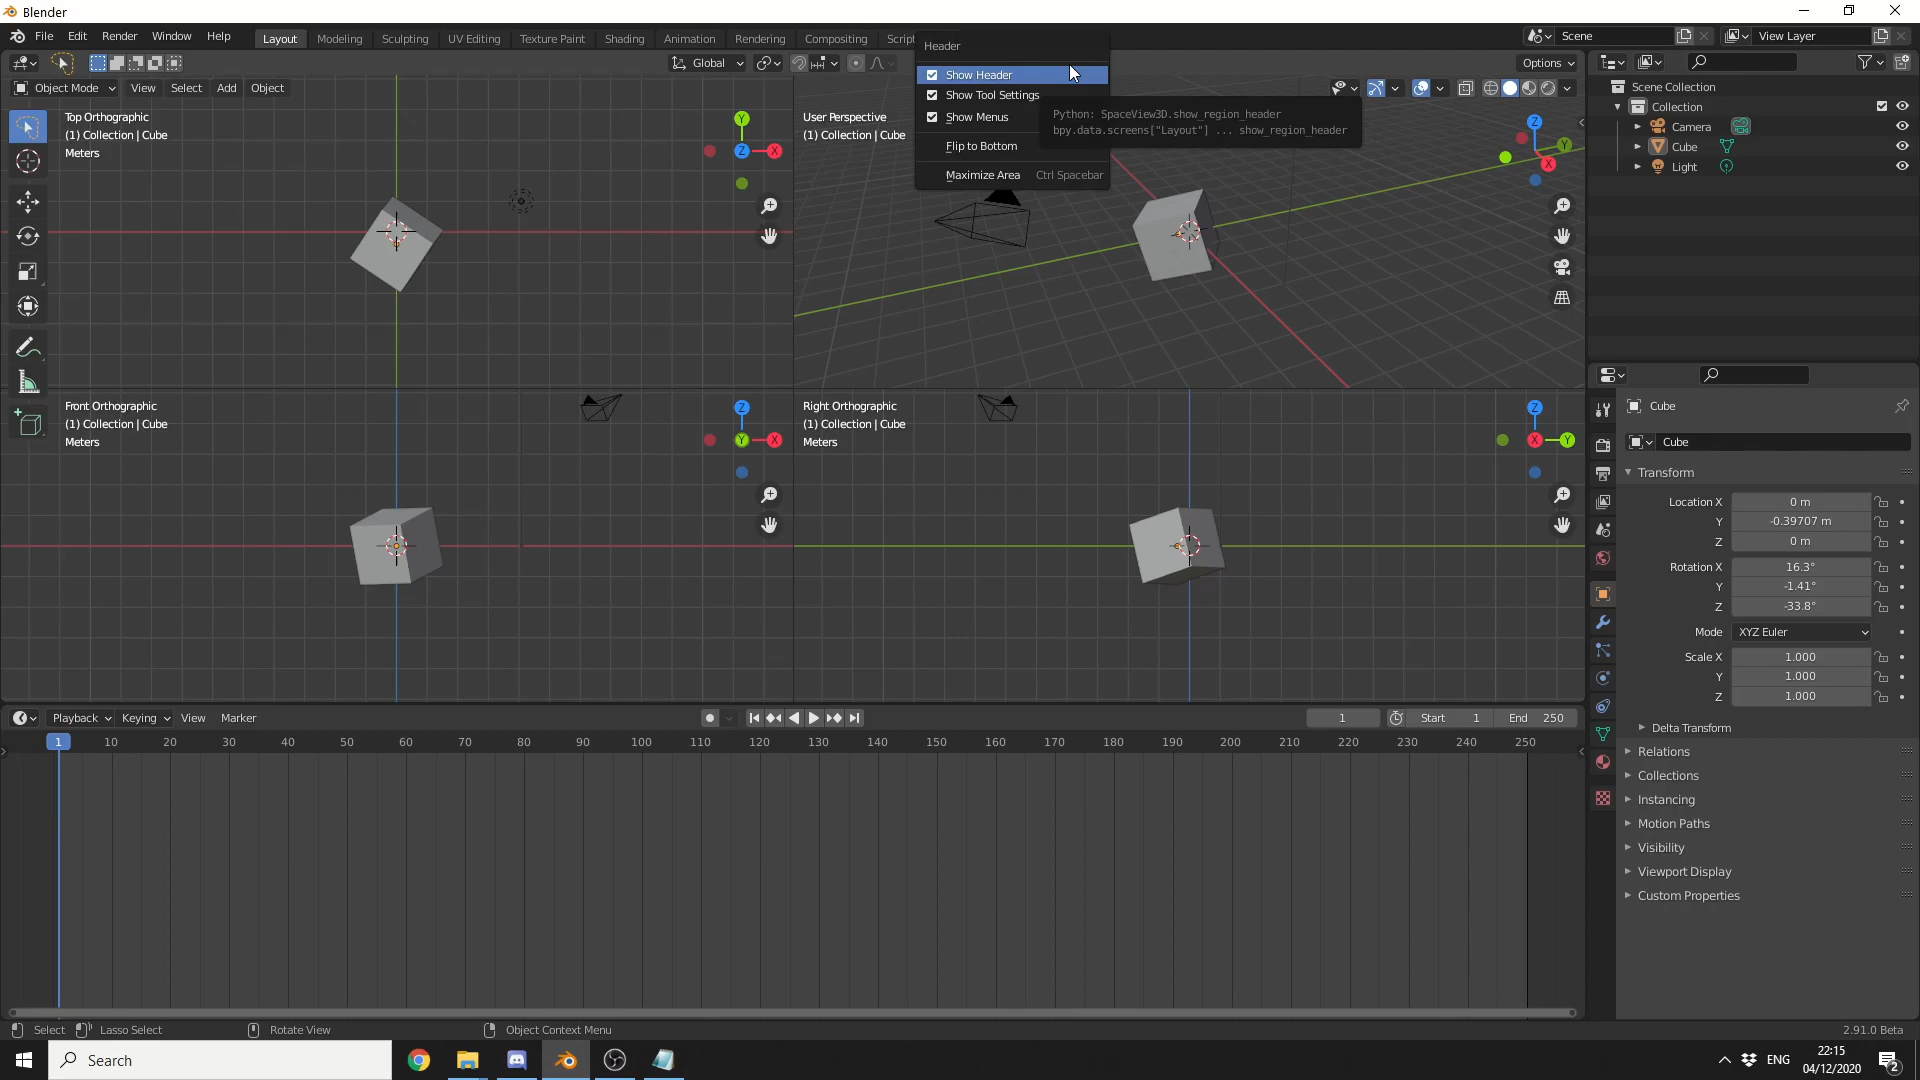 Blender
File Edit Render Window Help
Layout Modeling Sculpting UV Editing Texture Paint Shading Animation Rendering Compositing Script
Scene
View Layer
Global
Options
Object Mode View Select Add Object
Header
Show Header
Show Tool Settings
Show Menus
Flip to Bottom
Maximize Area Ctrl Spacebar
Python: SpaceView3D.show_region_header
bpy.data.screens["Layout"] ... show_region_header
Top Orthographic
(1) Collection | Cube
Meters
Y
Z
X
User Perspective
(1) Collection | Cube
Z
Y
X
Front Orthographic
(1) Collection | Cube
Meters
Z
Y
X
Right Orthographic
(1) Collection | Cube
Meters
Z
X
Y
Scene Collection
Collection
Camera
Cube
Light
Cube
Cube
Transform
Location X 0 m
Y -0.39707 m
Z 0 m
Rotation X 16.3°
Y -1.41°
Z -33.8°
Mode XYZ Euler
Scale X 1.000
Y 1.000
Z 1.000
Delta Transform
Relations
Collections
Instancing
Motion Paths
Visibility
Viewport Display
Custom Properties
Playback Keying View Marker
1
Start 1 End 250
1 10 20 30 40 50 60 70 80 90 100 110 120 130 140 150 160 170 180 190 200 210 220 230 240 250
Select Lasso Select Rotate View Object Context Menu
2.91.0 Beta
Search
ENG
22:15
04/12/2020
2